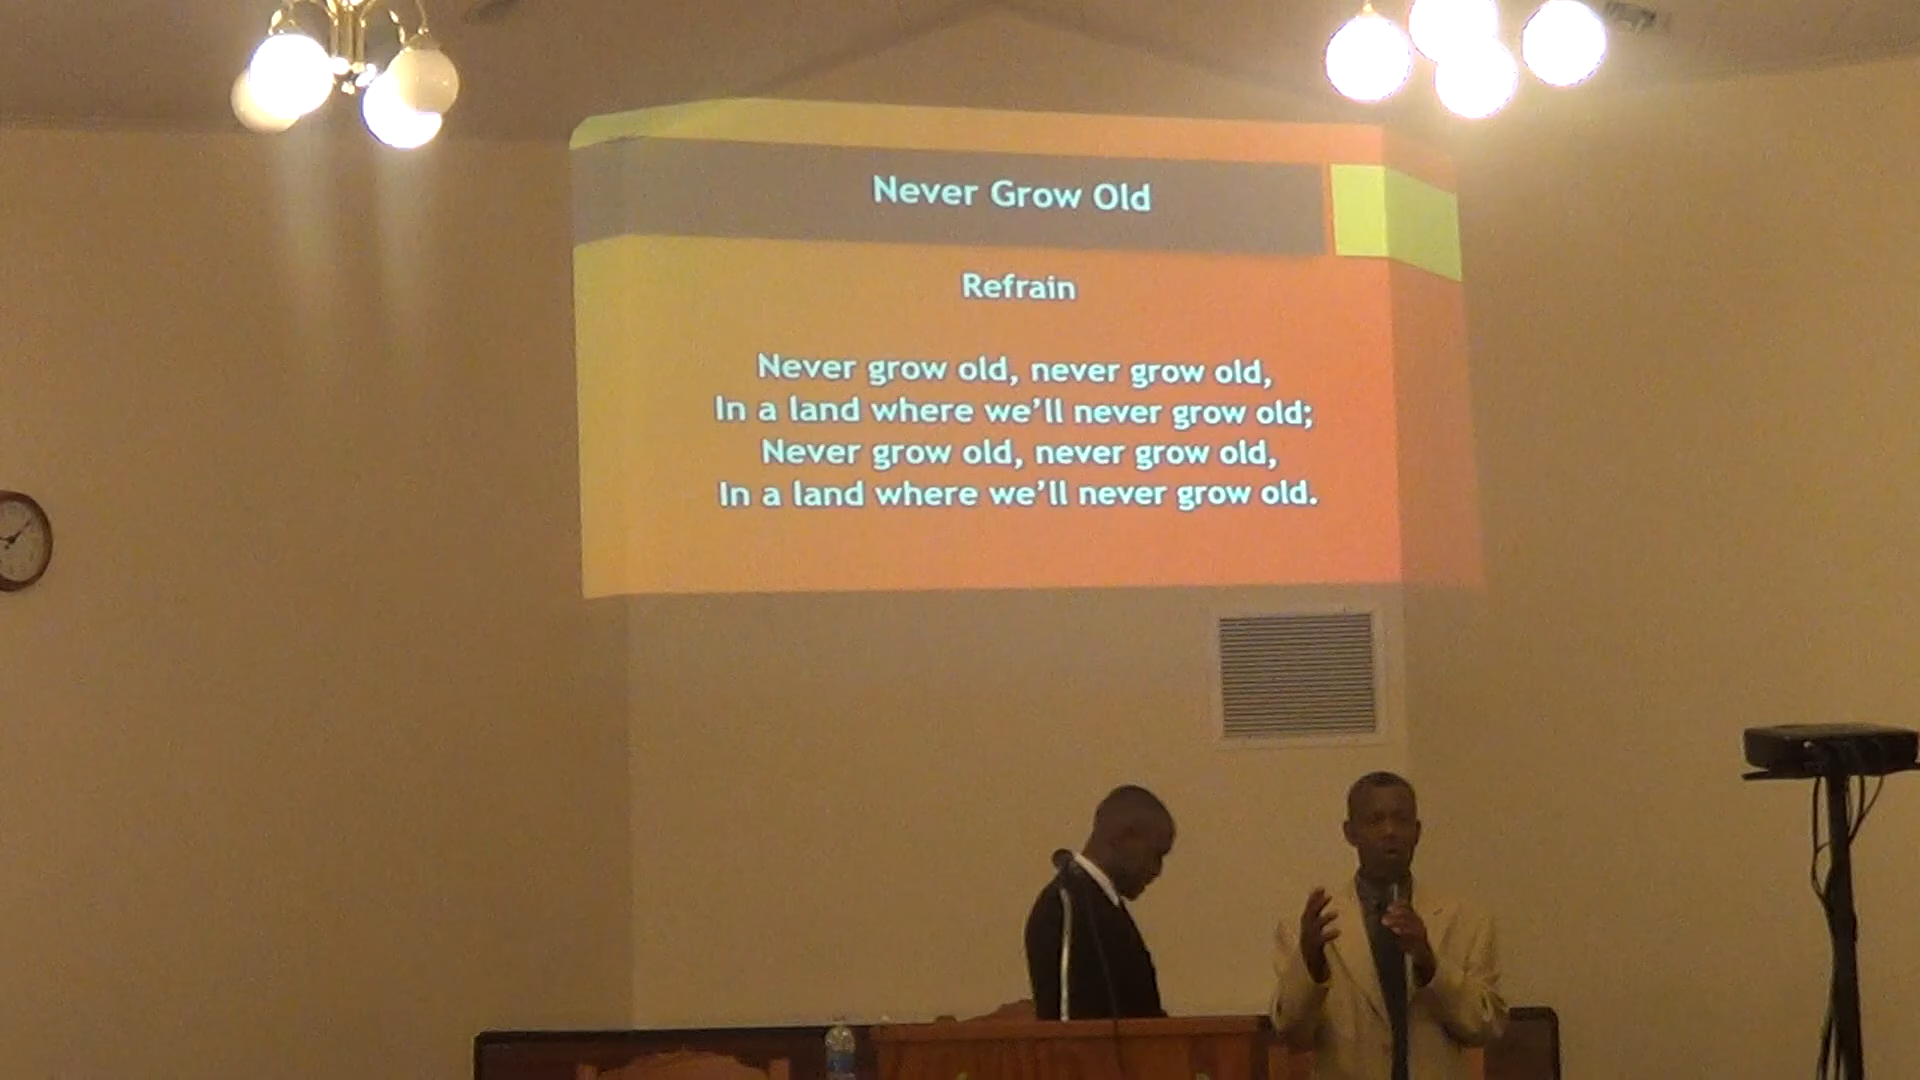 Never Grow Old
Refrain
Never grow old, never grow old,
In a land where we’ll never grow old;
Never grow old, never grow old,
In a land where we’ll never grow old.